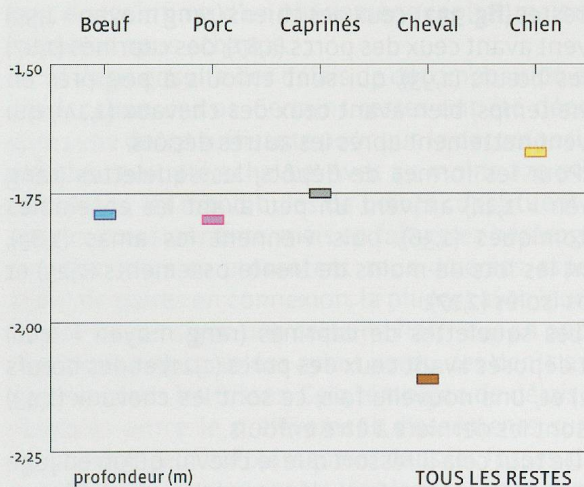 Bœuf Porc Caprinés Cheval Chien
-1,50
-1,75
-2,00
-2,25
profondeur (m) TOUS LES RESTES